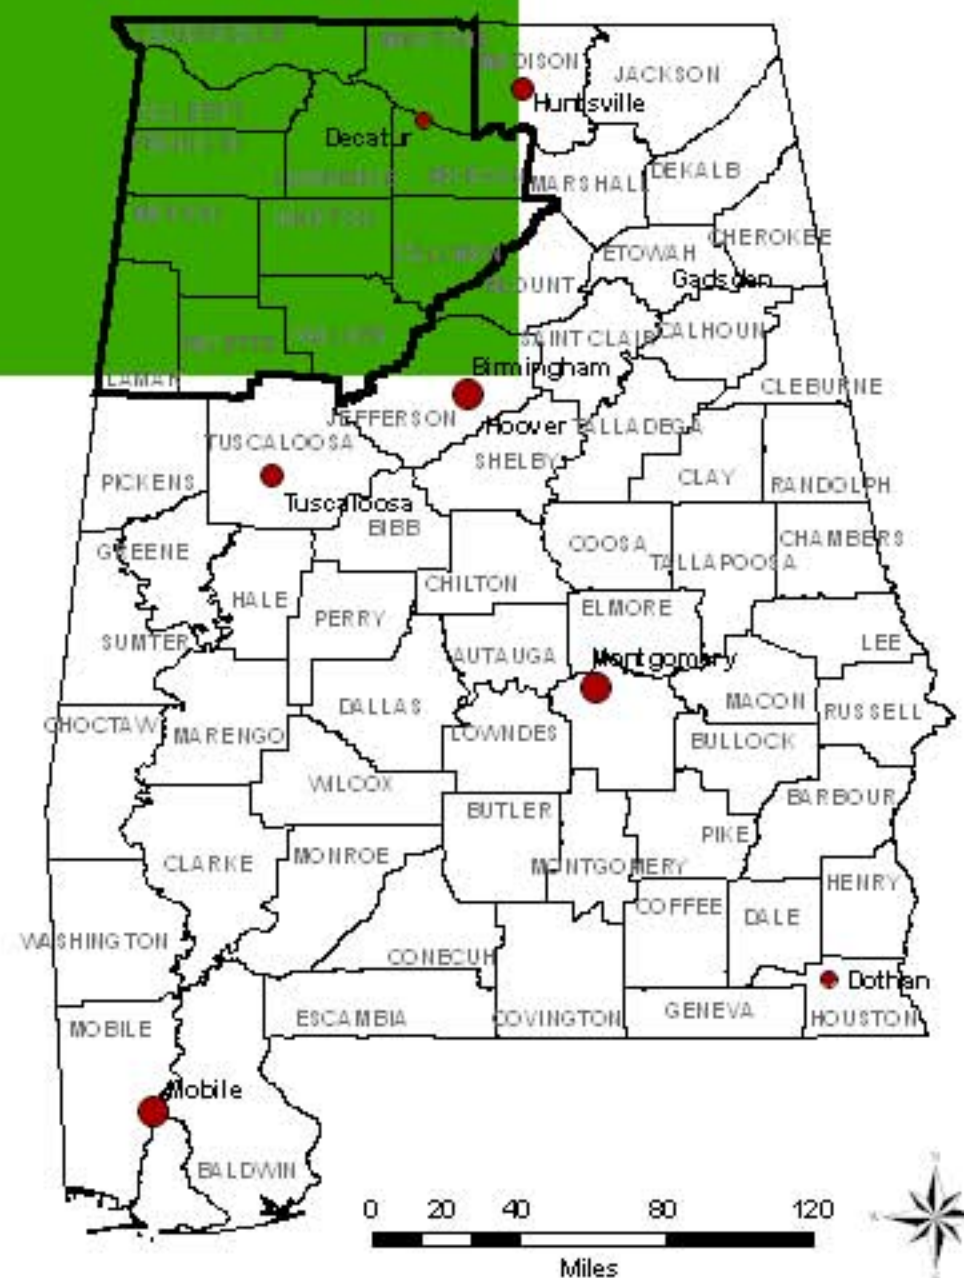 MADISON
JACKSON
Huntsville
Decatur
MARSHALL
DEKALB
CHEROKEE
ETOWAH
Gadsden
BLOUNT
SAINT CLAIR
CALHOUN
Birmingham
LAMAR
CLEBURNE
JEFFERSON
Hoover
TALLADEGA
TUSCALOOSA
SHELBY
CLAY
PICKENS
RANDOLPH
Tuscaloosa
BIBB
CHAMBERS
COOSA
GREENE
TALLAPOOSA
CHILTON
HALE
ELMORE
PERRY
SUMTER
LEE
AUTAUGA
Montgomery
MACON
DALLAS
RUSSELL
CHOCTAW
MARENGO
LOWNDES
BULLOCK
WILCOX
BARBOUR
BUTLER
PIKE
MONROE
CLARKE
MONTGOMERY
HENRY
COFFEE
DALE
WASHINGTON
CONECUH
Dothan
GENEVA
ESCAMBIA
COVINGTON
HOUSTON
MOBILE
Mobile
BALDWIN
0 20 40 80 120
Miles